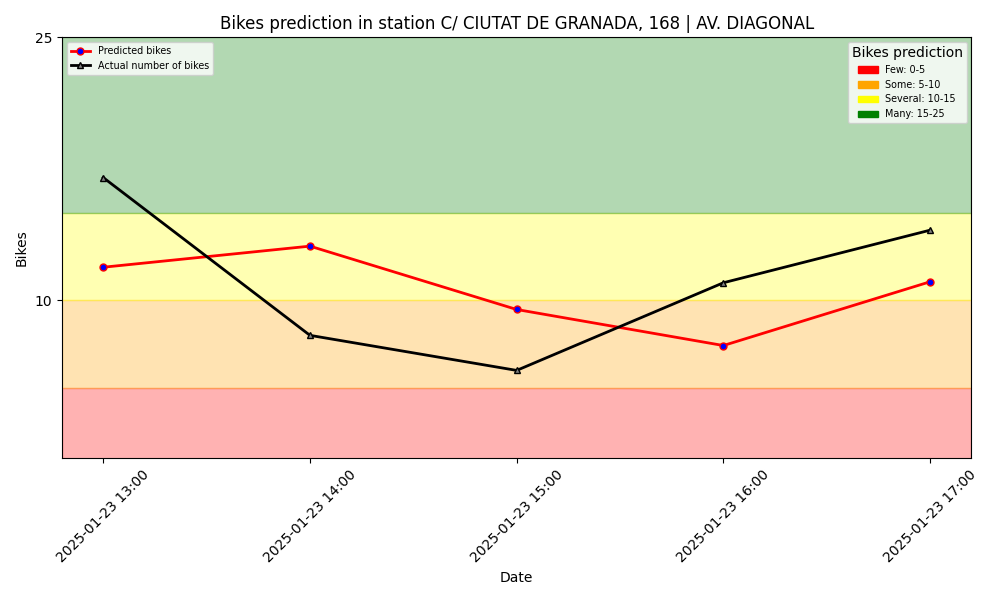 Bikes prediction in station C/ CIUTAT DE GRANADA, 168 | AV. DIAGONAL
25
10
Bikes
Predicted bikes
Actual number of bikes
Bikes prediction
Few: 0-5
Some: 5-10
Several: 10-15
Many: 15-25
2025-01-23 13:00
2025-01-23 14:00
2025-01-23 15:00
2025-01-23 16:00
2025-01-23 17:00
Date